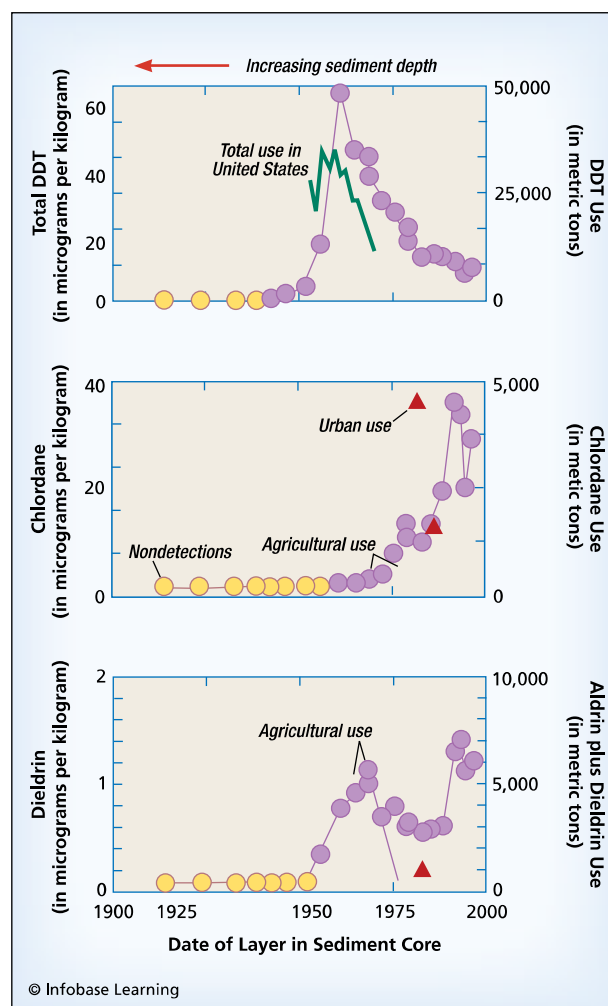 Increasing sediment depth
Total DDT
(in micrograms per kilogram)
60
40
20
0
Total use in
United States
50,000
25,000
0
DDT Use
(in metric tons)
Chlordane
(in micrograms per kilogram)
40
20
0
Urban use
Nondetections
Agricultural use
5,000
0
Chlordane Use
(in metic tons)
Dieldrin
(in micrograms per kilogram)
2
1
0
Agricultural use
10,000
5,000
0
Aldrin plus Dieldrin Use
(in metric tons)
1900 1925 1950 1975 2000
Date of Layer in Sediment Core
© Infobase Learning